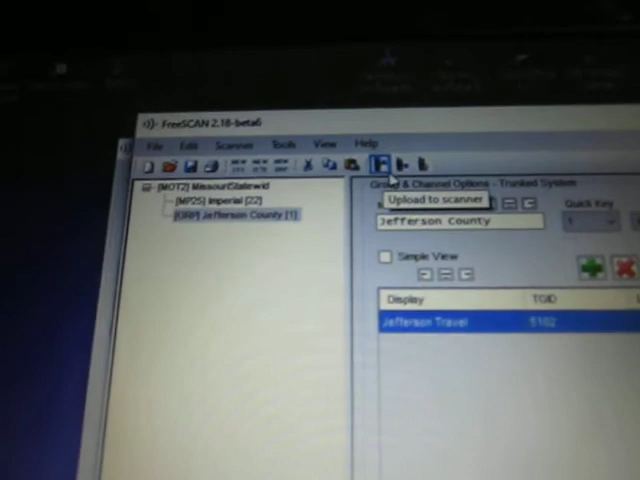 FreeSCAN 2.18-beta6
File Edit Scanner Tools View Help
[MOT2] MissouriStatewid
[MP25] Imperial [22]
[GRP] Jefferson County [1]
Group & Channel Options - Trunked System
Upload to scanner
Quick Key
Jefferson County
1
Simple View
Display TGID
Jefferson Travel 5102